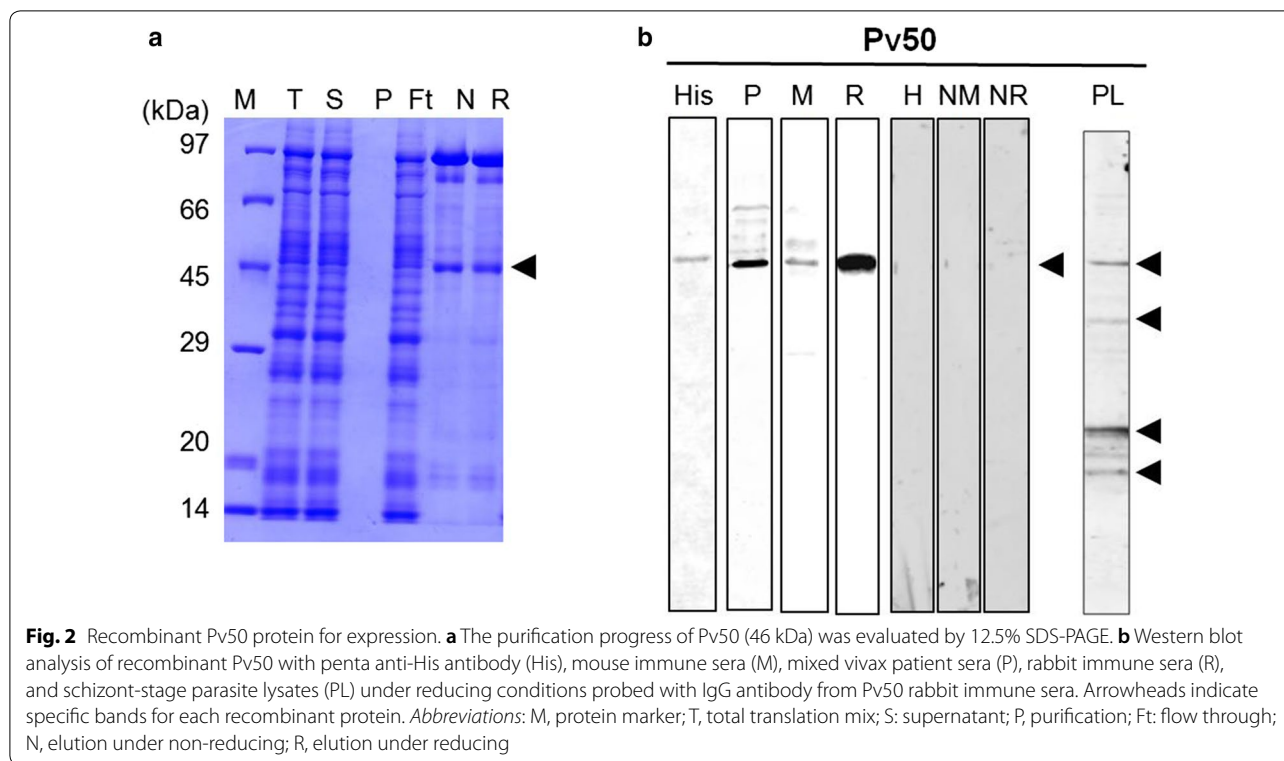 a
M T S P Ft N R
(kDa)
97
66
45
29
20
14
b
Pv50
His P M R H NM NR PL
Fig. 2 Recombinant Pv50 protein for expression. a The purification progress of Pv50 (46 kDa) was evaluated by 12.5% SDS-PAGE. b Western blot
analysis of recombinant Pv50 with penta anti-His antibody (His), mouse immune sera (M), mixed vivax patient sera (P), rabbit immune sera (R),
and schizont-stage parasite lysates (PL) under reducing conditions probed with IgG antibody from Pv50 rabbit immune sera. Arrowheads indicate
specific bands for each recombinant protein. Abbreviations: M, protein marker; T, total translation mix; S: supernatant; P, purification; Ft: flow through;
N, elution under non-reducing; R, elution under reducing